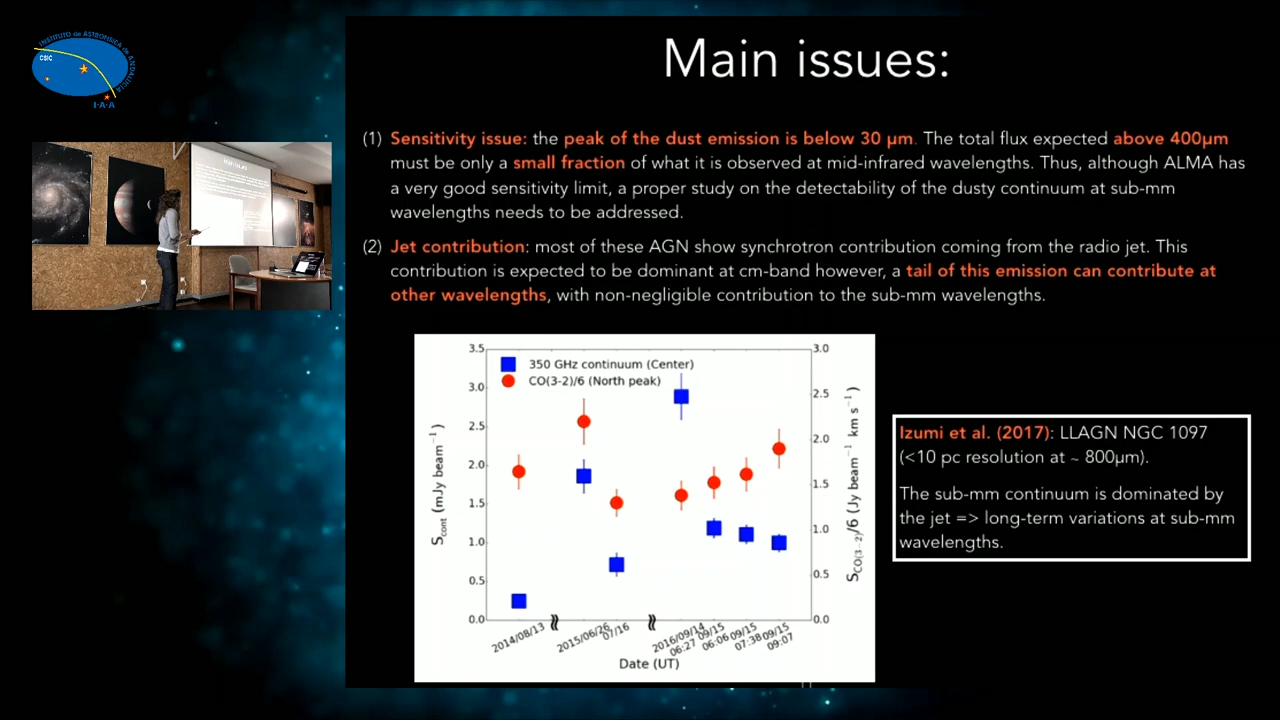 INSTITUTO de ASTROFISICA de ANDALUCIA
CSIC
I·A·A
Main issues:
(1) Sensitivity issue: the peak of the dust emission is below 30 µm. The total flux expected above 400µm
must be only a small fraction of what it is observed at mid-infrared wavelengths. Thus, although ALMA has
a very good sensitivity limit, a proper study on the detectability of the dusty continuum at sub-mm
wavelengths needs to be addressed.
(2) Jet contribution: most of these AGN show synchrotron contribution coming from the radio jet. This
contribution is expected to be dominant at cm-band however, a tail of this emission can contribute at
other wavelengths, with non-negligible contribution to the sub-mm wavelengths.
350 GHz continuum (Center)
CO(3-2)/6 (North peak)
3.5
3.0
2.5
2.0
1.5
1.0
0.5
0.0
S_cont (mJy beam⁻¹)
3.0
2.5
2.0
1.5
1.0
0.5
0.0
S_CO(3-2)/6 (Jy beam⁻¹ km s⁻¹)
2014/08/13
2015/06/26
07/16
2016/09/14
06:27
09/15
06:06
09/15
07:38
09/15
09:07
Date (UT)
Izumi et al. (2017): LLAGN NGC 1097
(<10 pc resolution at ~ 800µm).
The sub-mm continuum is dominated by
the jet => long-term variations at sub-mm
wavelengths.